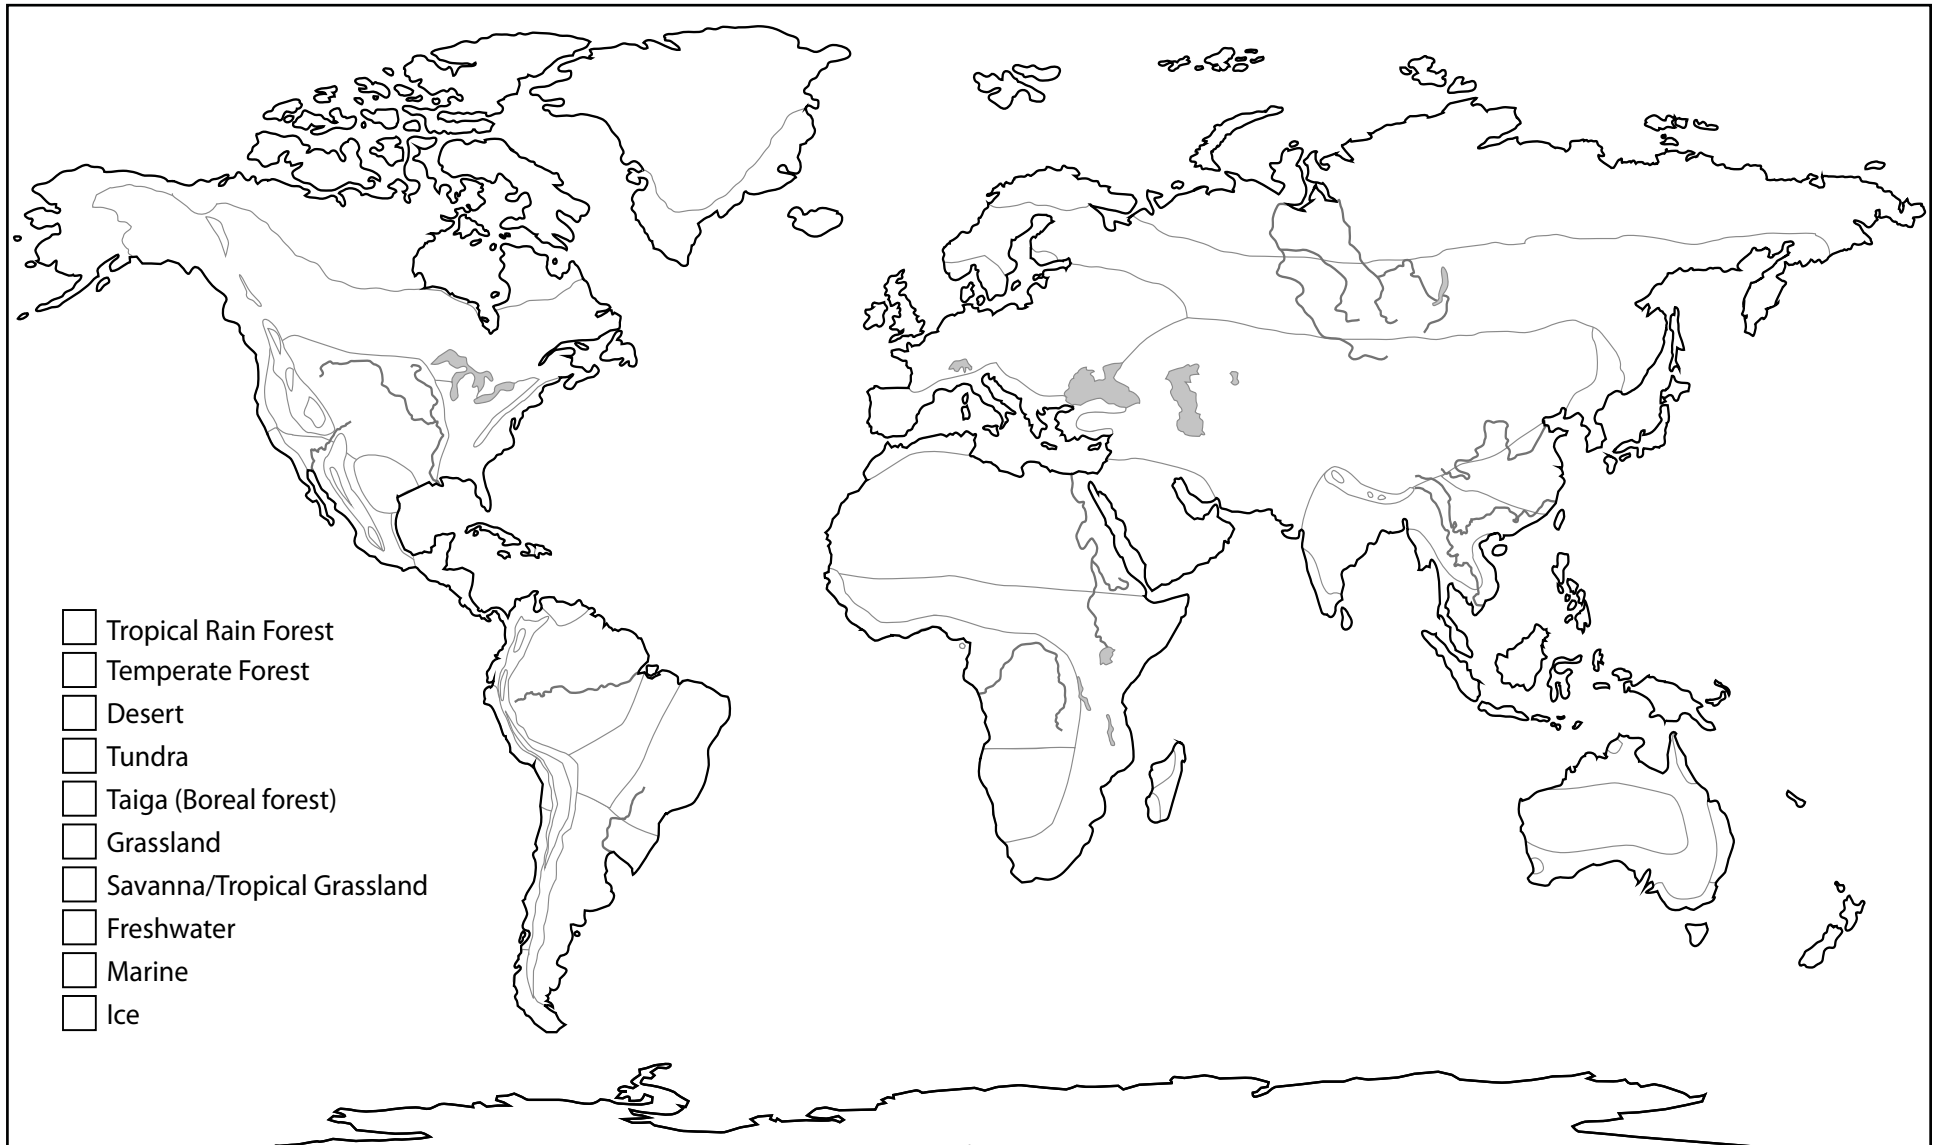 Tropical Rain Forest
Temperate Forest
Desert
Tundra
Taiga (Boreal forest)
Grassland
Savanna/Tropical Grassland
Freshwater
Marine
Ice